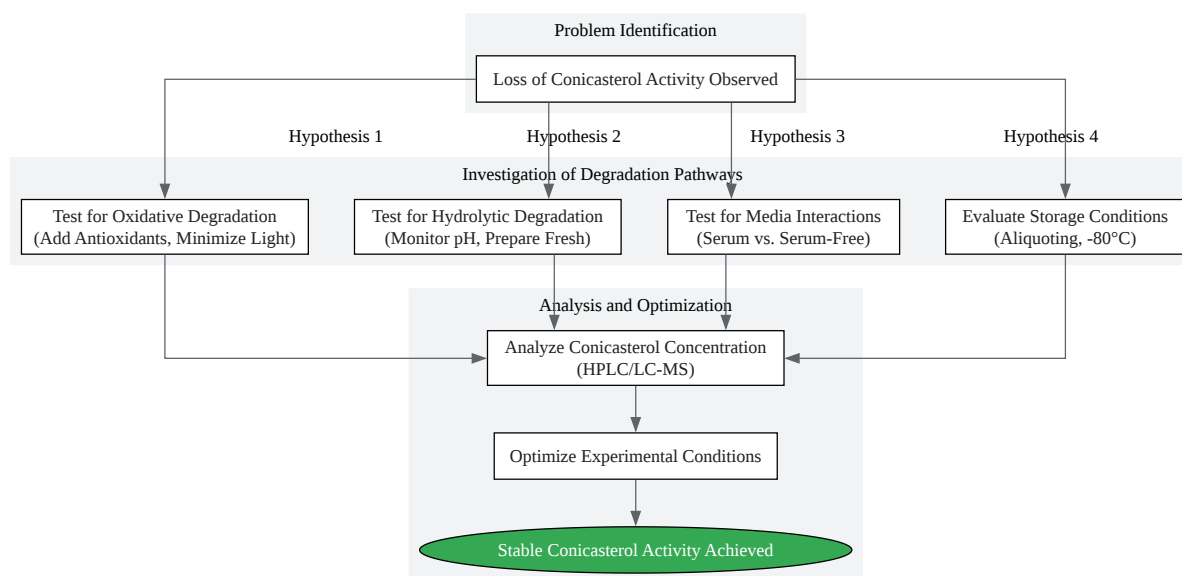 Problem Identification
Loss of Conicasterol Activity Observed
Hypothesis 1
Hypothesis 2
Hypothesis 3
Hypothesis 4
Investigation of Degradation Pathways
Test for Oxidative Degradation
(Add Antioxidants, Minimize Light)
Test for Hydrolytic Degradation
(Monitor pH, Prepare Fresh)
Test for Media Interactions
(Serum vs. Serum-Free)
Evaluate Storage Conditions
(Aliquoting, -80°C)
Analysis and Optimization
Analyze Conicasterol Concentration
(HPLC/LC-MS)
Optimize Experimental Conditions
Stable Conicasterol Activity Achieved